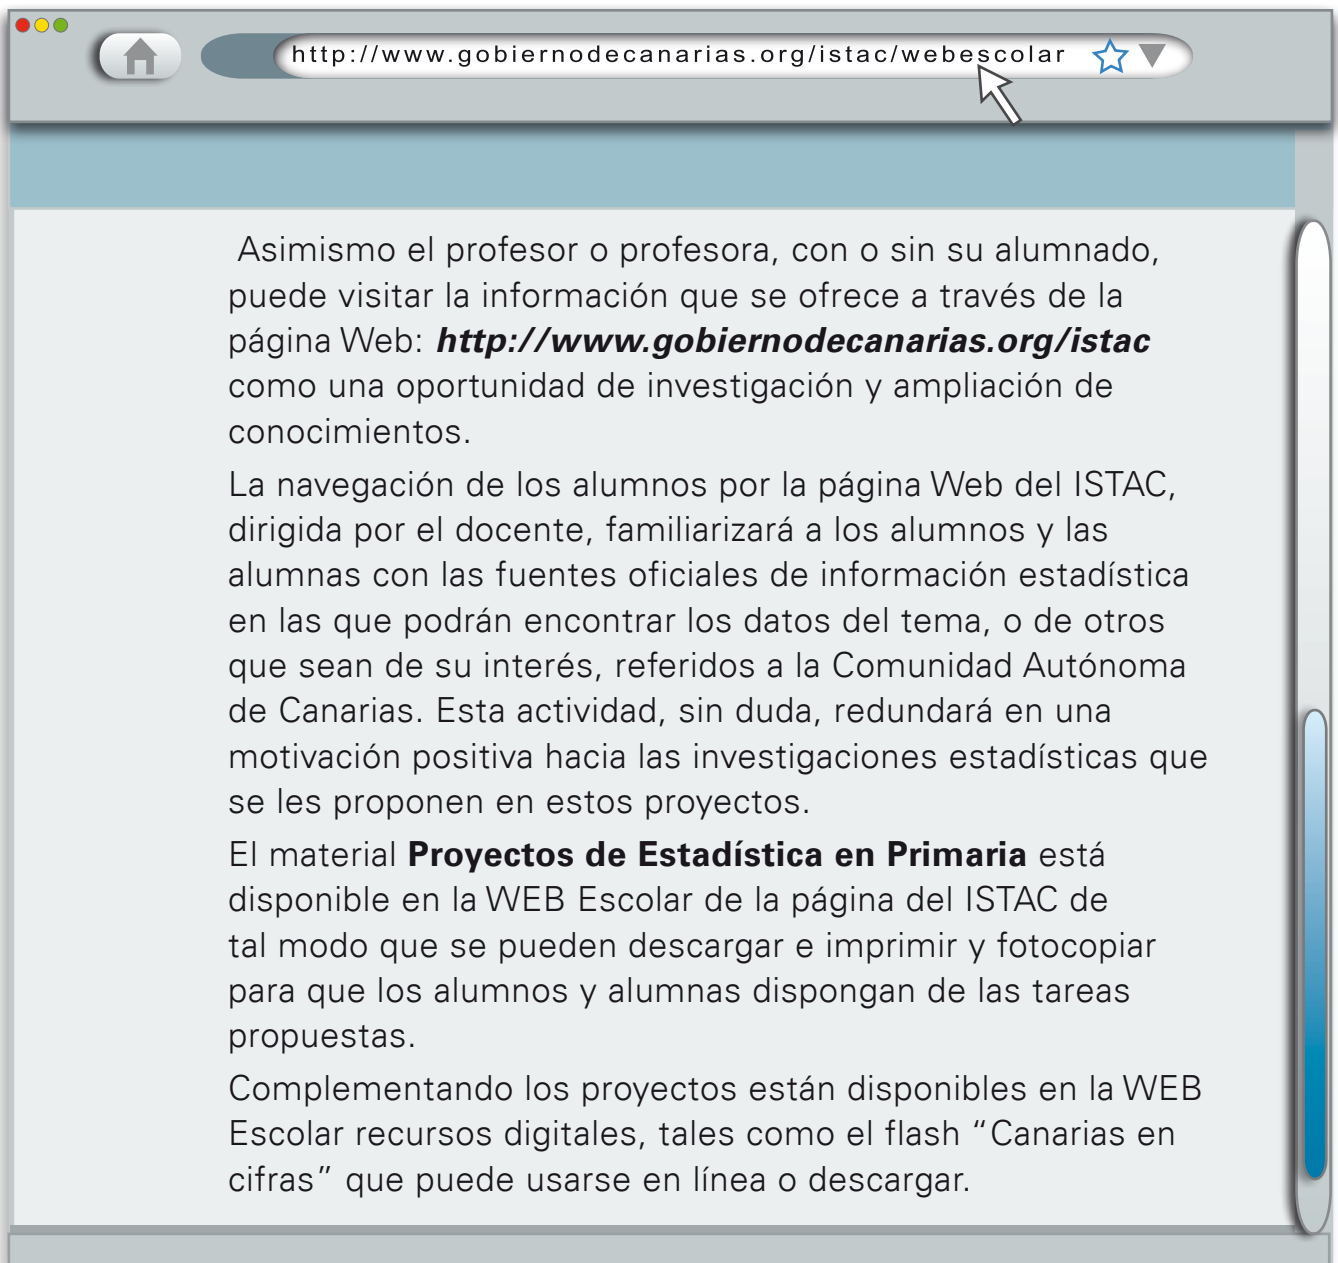 http://www.gobiernodecanarias.org/istac/webescolar
Asimismo el profesor o profesora, con o sin su alumnado,
puede visitar la información que se ofrece a través de la
página Web: http://www.gobiernodecanarias.org/istac
como una oportunidad de investigación y ampliación de
conocimientos.
La navegación de los alumnos por la página Web del ISTAC,
dirigida por el docente, familiarizará a los alumnos y las
alumnas con las fuentes oficiales de información estadística
en las que podrán encontrar los datos del tema, o de otros
que sean de su interés, referidos a la Comunidad Autónoma
de Canarias. Esta actividad, sin duda, redundará en una
motivación positiva hacia las investigaciones estadísticas que
se les proponen en estos proyectos.
El material Proyectos de Estadística en Primaria está
disponible en la WEB Escolar de la página del ISTAC de
tal modo que se pueden descargar e imprimir y fotocopiar
para que los alumnos y alumnas dispongan de las tareas
propuestas.
Complementando los proyectos están disponibles en la WEB
Escolar recursos digitales, tales como el flash “Canarias en
cifras” que puede usarse en línea o descargar.